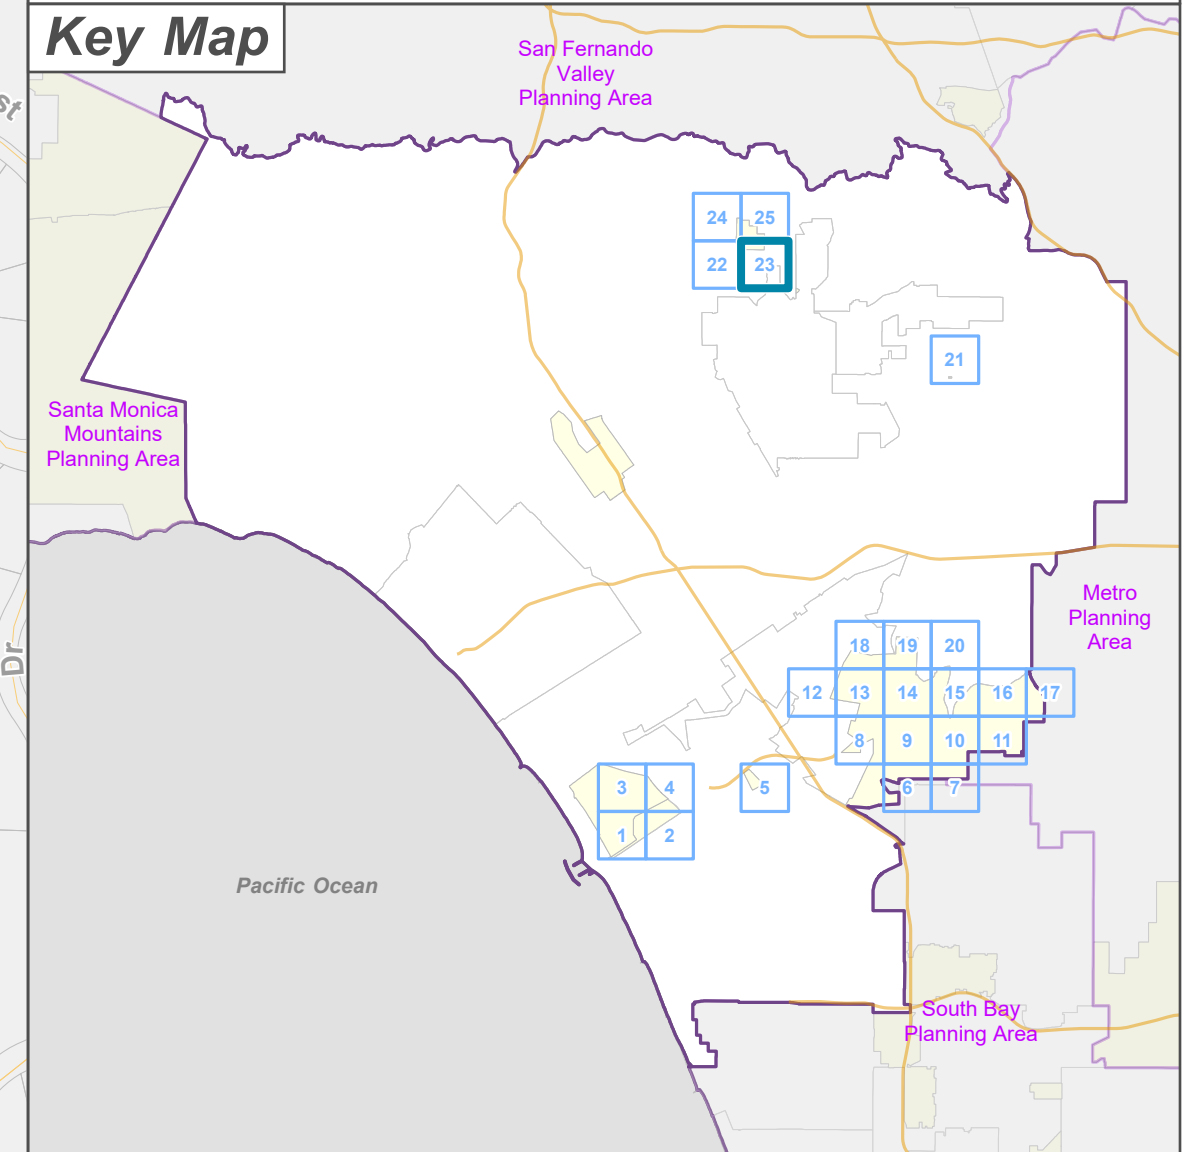 Key Map
San Fernando
Valley
Planning Area
st
24 25
22 23
21
Santa Monica
Mountains
Planning Area
Metro
Planning
Area
18 19 20
Dr
12 13 14 15 16 17
8 9 10 11
3 4 5 6 7
1 2
Pacific Ocean
South Bay
Planning Area